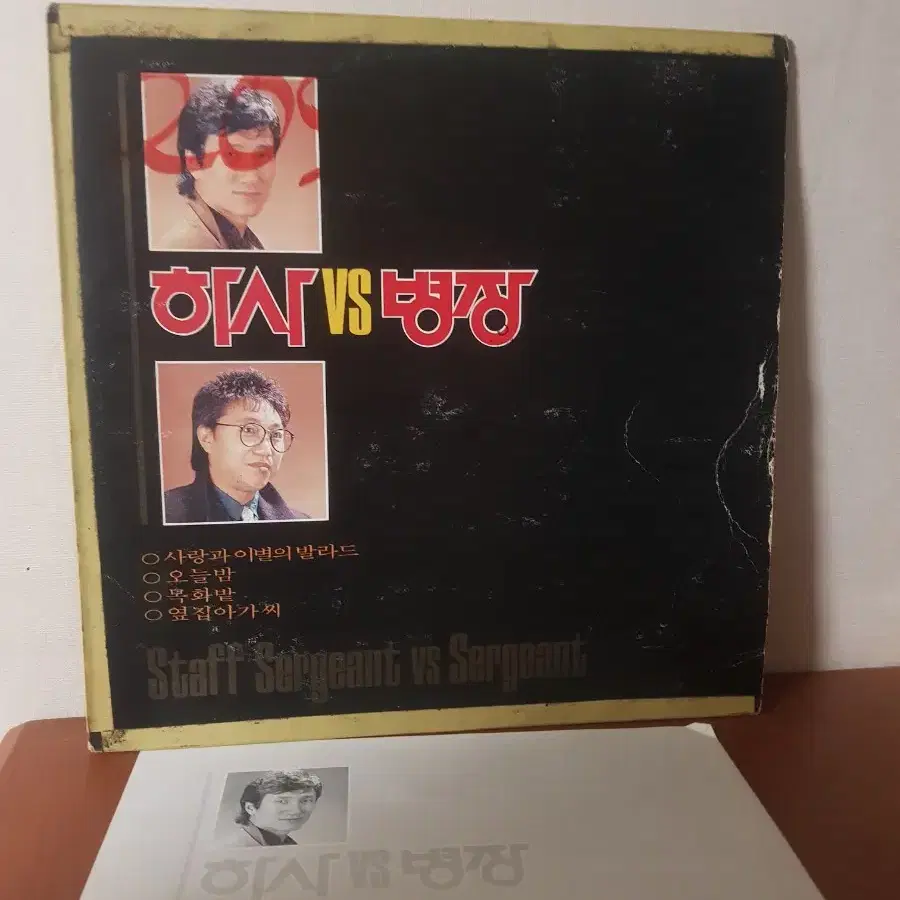 하사 VS 병장
○ 사랑과 이별의 발라드
○ 오늘밤
○ 목화밭
○ 옆집아가씨
Staff Sergeant vs Sergeant
하사 VS 병장